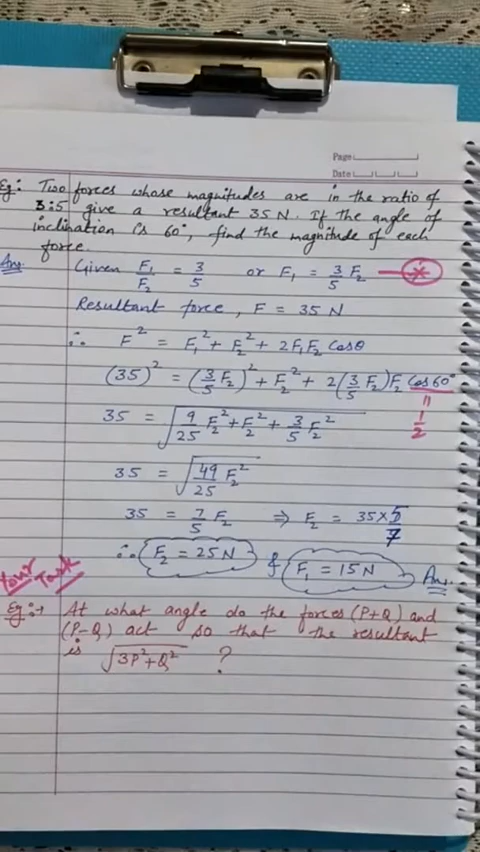 Page:
Date
Eg: Two forces whose magnitudes are in the ratio of
3:5 give a resultant 35 N. If the angle of
inclination is 60°, find the magnitude of each
force.
Ans. Given F₁/F₂ = 3/5 or F₁ = 3/5 F₂ — *
Resultant force, F = 35 N
∴ F² = F₁² + F₂² + 2F₁F₂ Cosθ
(35)² = (3/5 F₂)² + F₂² + 2(3/5 F₂)F₂ Cos60°
35 = √(9/25 F₂² + F₂² + 3/5 F₂²)
= 1/2
35 = √(49/25 F₂²)
35 = 7/5 F₂ ⇒ F₂ = 35×5/7
∴ F₂ = 25 N & F₁ = 15 N Ans.
Your Task
Eg:→ At what angle do the forces (P+Q) and
(P-Q) act so that the resultant
is √(3P²+Q²) ?